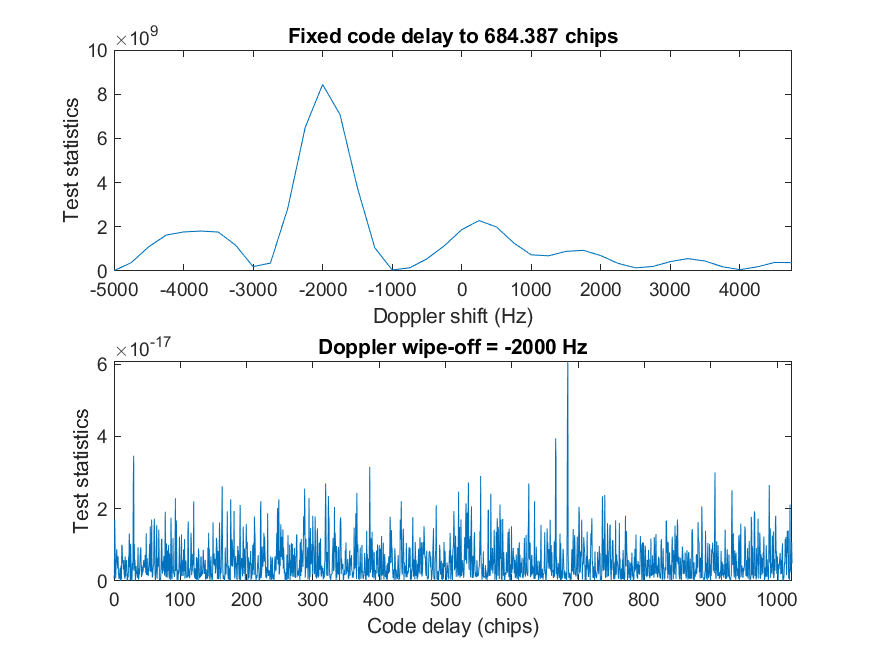 ×10^9
Fixed code delay to 684.387 chips
10
8
6
4
2
0
Test statistics
-5000 -4000 -3000 -2000 -1000 0 1000 2000 3000 4000
Doppler shift (Hz)
×10^-17
Doppler wipe-off = -2000 Hz
6
4
2
0
Test statistics
0 100 200 300 400 500 600 700 800 900 1000
Code delay (chips)